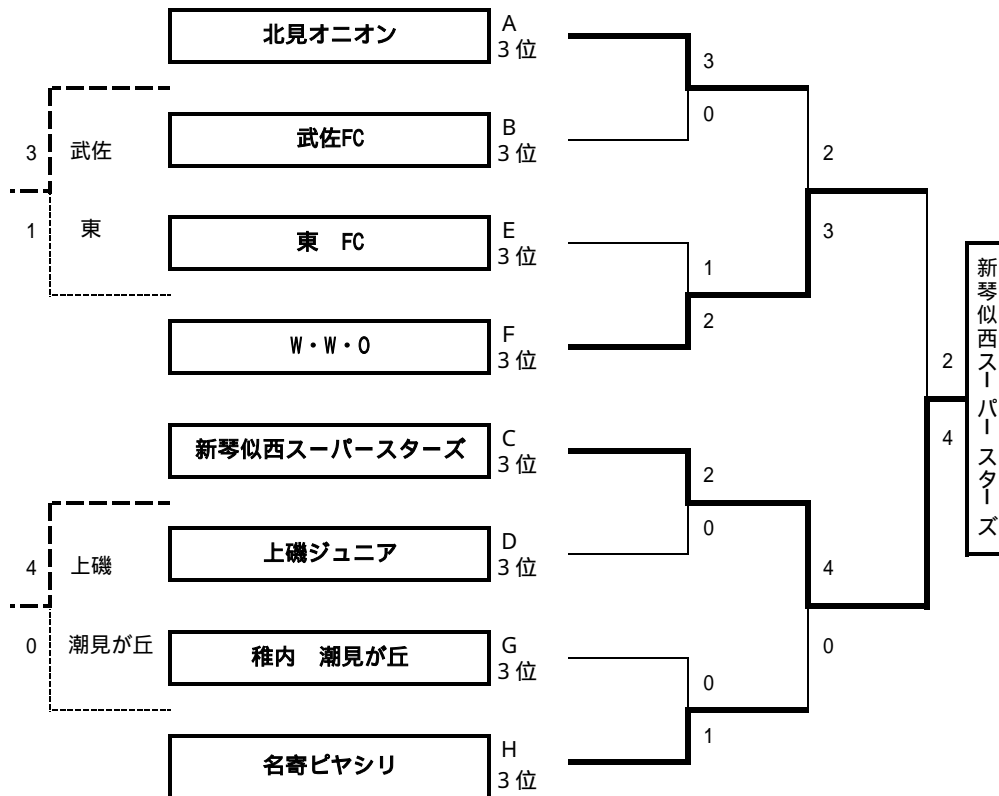 北見オニオン
A
3位
3
0
武佐
3
武佐FC
B
3位
2
1
東
東　FC
E
3位
1
3
2
W・W・O
F
3位
2
4
新琴似西スーパースターズ
新琴似西スーパースターズ
C
3位
2
0
上磯
4
上磯ジュニア
D
3位
4
0
潮見が丘
稚内　潮見が丘
G
3位
0
0
1
名寄ピヤシリ
H
3位